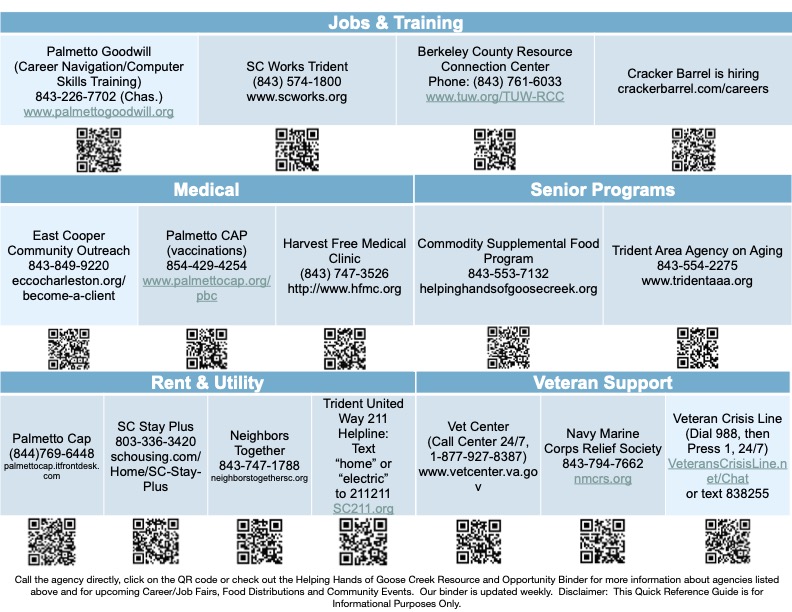 Jobs & Training
Palmetto Goodwill
(Career Navigation/Computer
Skills Training)
843-226-7702 (Chas.)
www.palmettogoodwill.org
SC Works Trident
(843) 574-1800
www.scworks.org
Berkeley County Resource
Connection Center
Phone: (843) 761-6033
www.tuw.org/TUW-RCC
Cracker Barrel is hiring
crackerbarrel.com/careers
Medical
Senior Programs
East Cooper
Community Outreach
843-849-9220
eccocharleston.org/
become-a-client
Palmetto CAP
(vaccinations)
854-429-4254
www.palmettocap.org/
pbc
Harvest Free Medical
Clinic
(843) 747-3526
http://www.hfmc.org
Commodity Supplemental Food
Program
843-553-7132
helpinghandsofgoosecreek.org
Trident Area Agency on Aging
843-554-2275
www.tridentaaa.org
Rent & Utility
Veteran Support
Palmetto Cap
(844)769-6448
palmettocap.itfrontdesk.
com
SC Stay Plus
803-336-3420
schousing.com/
Home/SC-Stay-
Plus
Neighbors
Together
843-747-1788
neighborstogethersc.org
Trident United
Way 211
Helpline:
Text
“home” or
“electric”
to 211211
SC211.org
Vet Center
(Call Center 24/7,
1-877-927-8387)
www.vetcenter.va.go
v
Navy Marine
Corps Relief Society
843-794-7662
nmcrs.org
Veteran Crisis Line
(Dial 988, then
Press 1, 24/7)
VeteransCrisisLine.n
et/Chat
or text 838255
Call the agency directly, click on the QR code or check out the Helping Hands of Goose Creek Resource and Opportunity Binder for more information about agencies listed
above and for upcoming Career/Job Fairs, Food Distributions and Community Events.  Our binder is updated weekly.  Disclaimer:  This Quick Reference Guide is for
Informational Purposes Only.